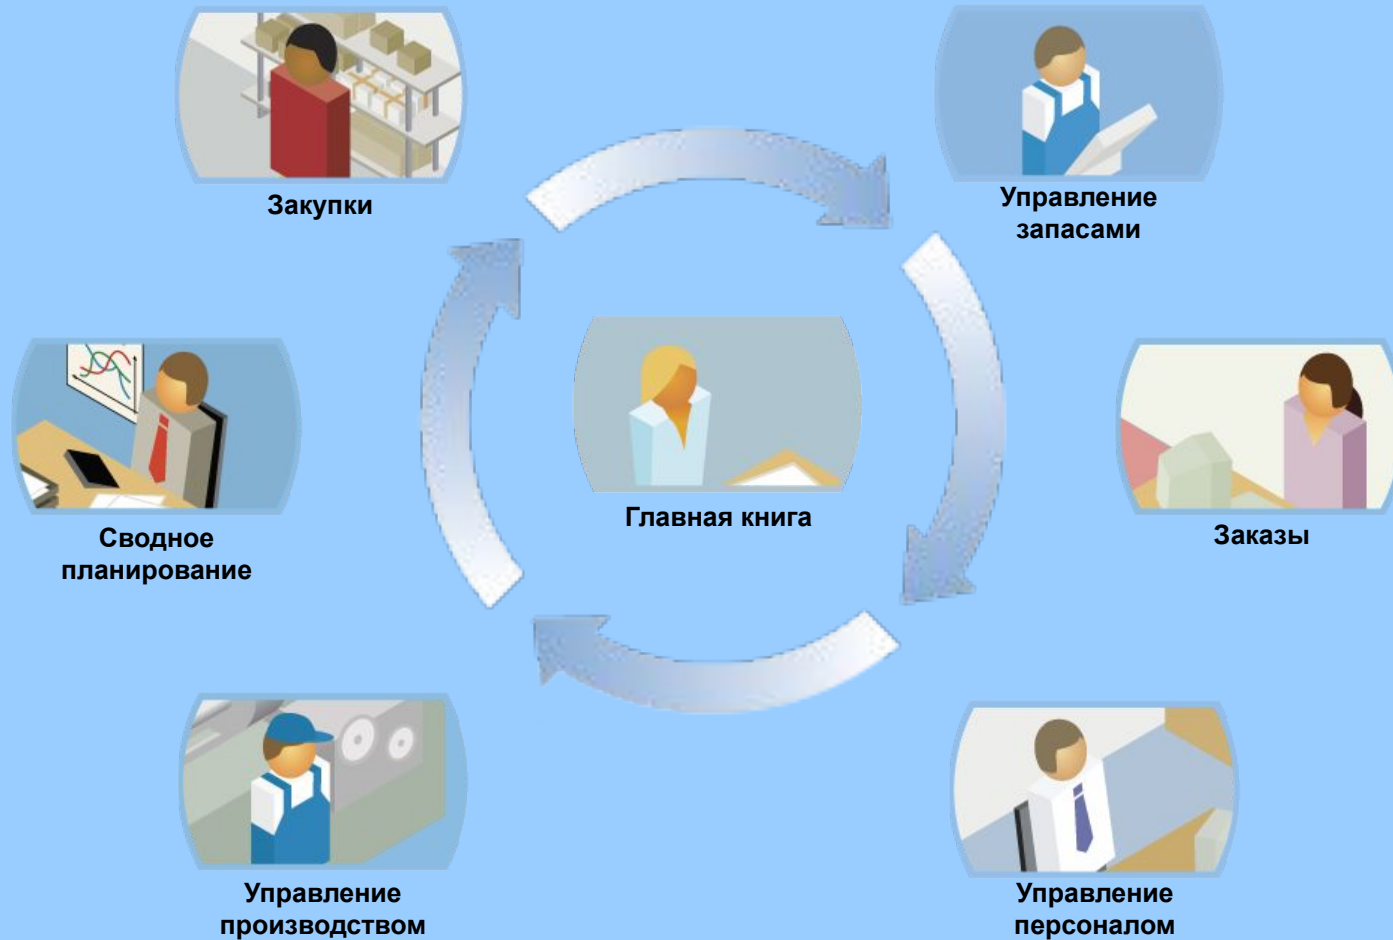 Закупки
Управление
запасами
Главная книга
Сводное
планирование
Заказы
Управление
производством
Управление
персоналом